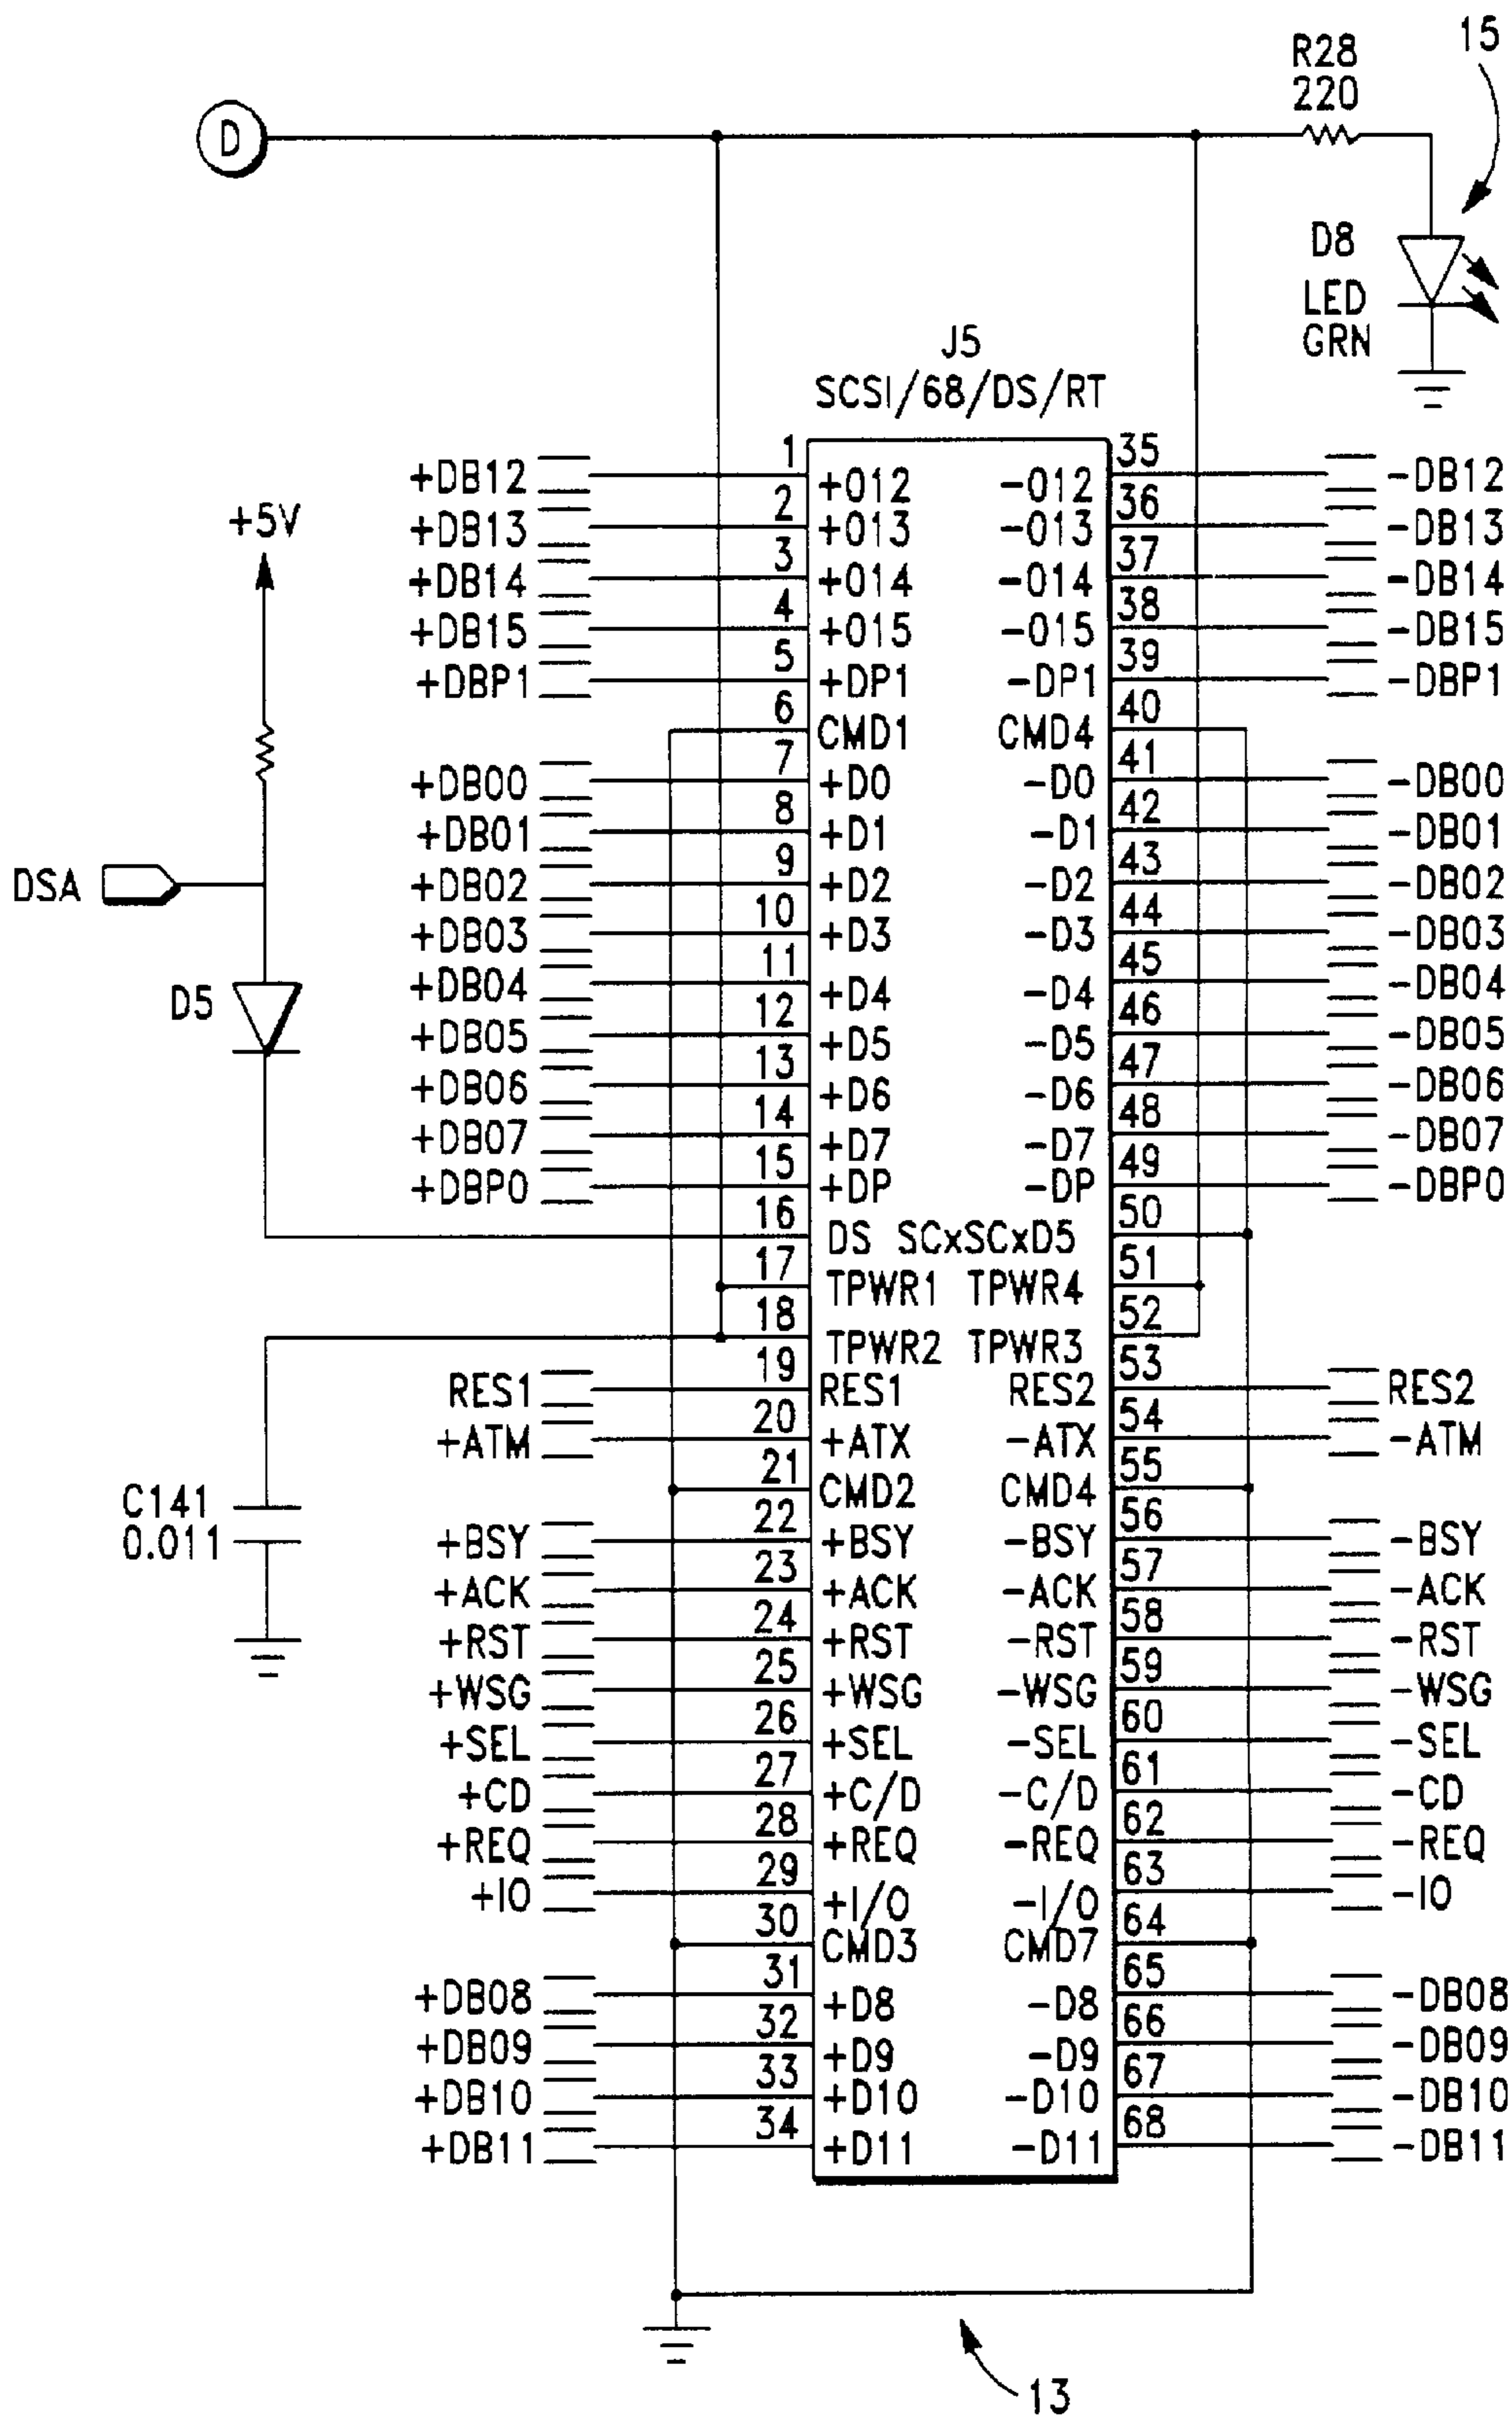 15
R28
220
D
D8
LED
GRN
J5
SCSI/68/DS/RT
+DB12 1 +012 -012 35 -DB12
+DB13 2 +013 -013 36 -DB13
+DB14 3 +014 -014 37 -DB14
+DB15 4 +015 -015 38 -DB15
+DBP1 5 +DP1 -DP1 39 -DBP1
6 CMD1 CMD4 40
+DB00 7 +D0 -D0 41 -DB00
+DB01 8 +D1 -D1 42 -DB01
+DB02 9 +D2 -D2 43 -DB02
+DB03 10 +D3 -D3 44 -DB03
+DB04 11 +D4 -D4 45 -DB04
+DB05 12 +D5 -D5 46 -DB05
+DB06 13 +D6 -D6 47 -DB06
+DB07 14 +D7 -D7 48 -DB07
+DBP0 15 +DP -DP 49 -DBP0
16 DS SCxSCxD5 50
17 TPWR1 TPWR4 51
18 TPWR2 TPWR3 52
RES1 19 RES1 RES2 53 RES2
+ATM 20 +ATX -ATX 54 -ATM
21 CMD2 CMD4 55
+BSY 22 +BSY -BSY 56 -BSY
+ACK 23 +ACK -ACK 57 -ACK
+RST 24 +RST -RST 58 -RST
+WSG 25 +WSG -WSG 59 -WSG
+SEL 26 +SEL -SEL 60 -SEL
+CD 27 +C/D -C/D 61 -CD
+REQ 28 +REQ -REQ 62 -REQ
+IO 29 +I/O -I/O 63 -IO
30 CMD3 CMD7 64
+DB08 31 +D8 -D8 65 -DB08
+DB09 32 +D9 -D9 66 -DB09
+DB10 33 +D10 -D10 67 -DB10
+DB11 34 +D11 -D11 68 -DB11
+5V
DSA
D5
C141
0.011
13